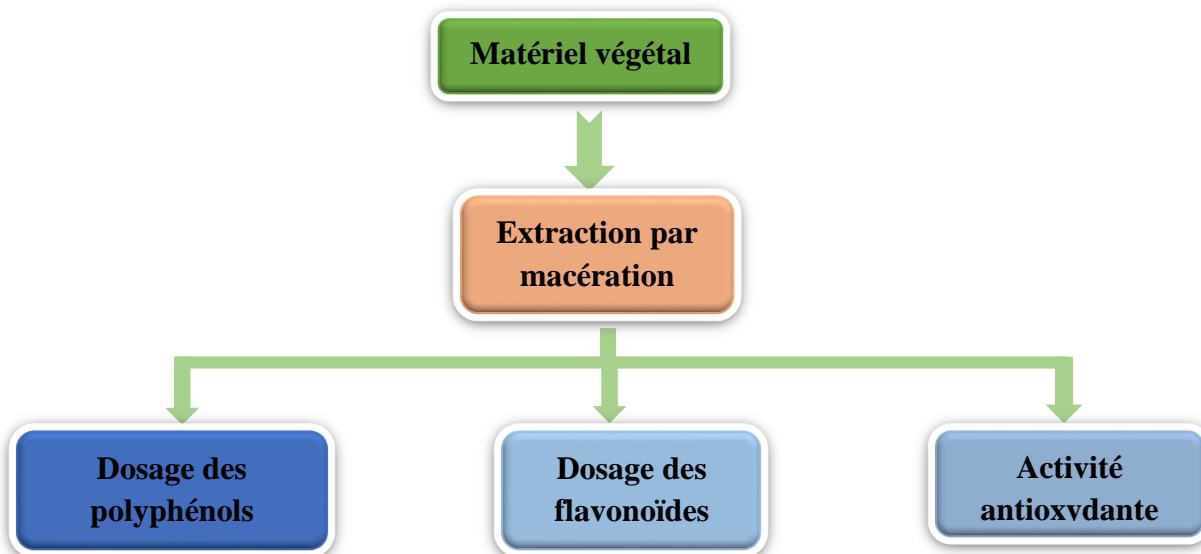 Matériel végétal
Extraction par
macération
Dosage des
polyphénols
Dosage des
flavonoïdes
Activité
antioxydante